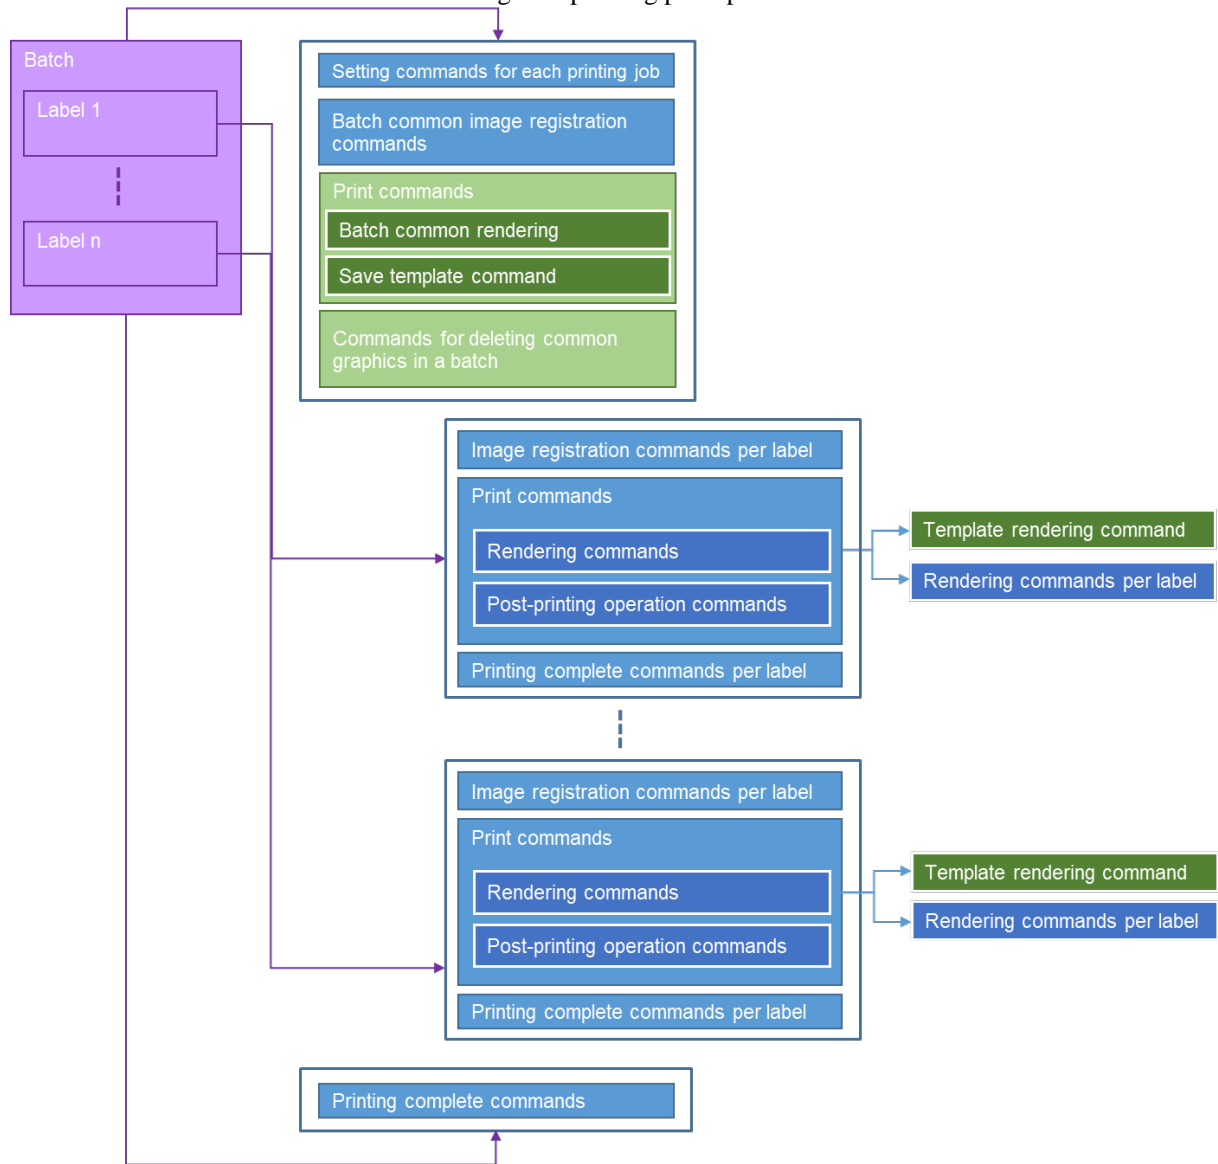 Batch
Label 1
Label n
Setting commands for each printing job
Batch common image registration
commands
Print commands
Batch common rendering
Save template command
Commands for deleting common
graphics in a batch
Image registration commands per label
Print commands
Rendering commands
Post-printing operation commands
Printing complete commands per label
Template rendering command
Rendering commands per label
Image registration commands per label
Print commands
Rendering commands
Post-printing operation commands
Printing complete commands per label
Template rendering command
Rendering commands per label
Printing complete commands